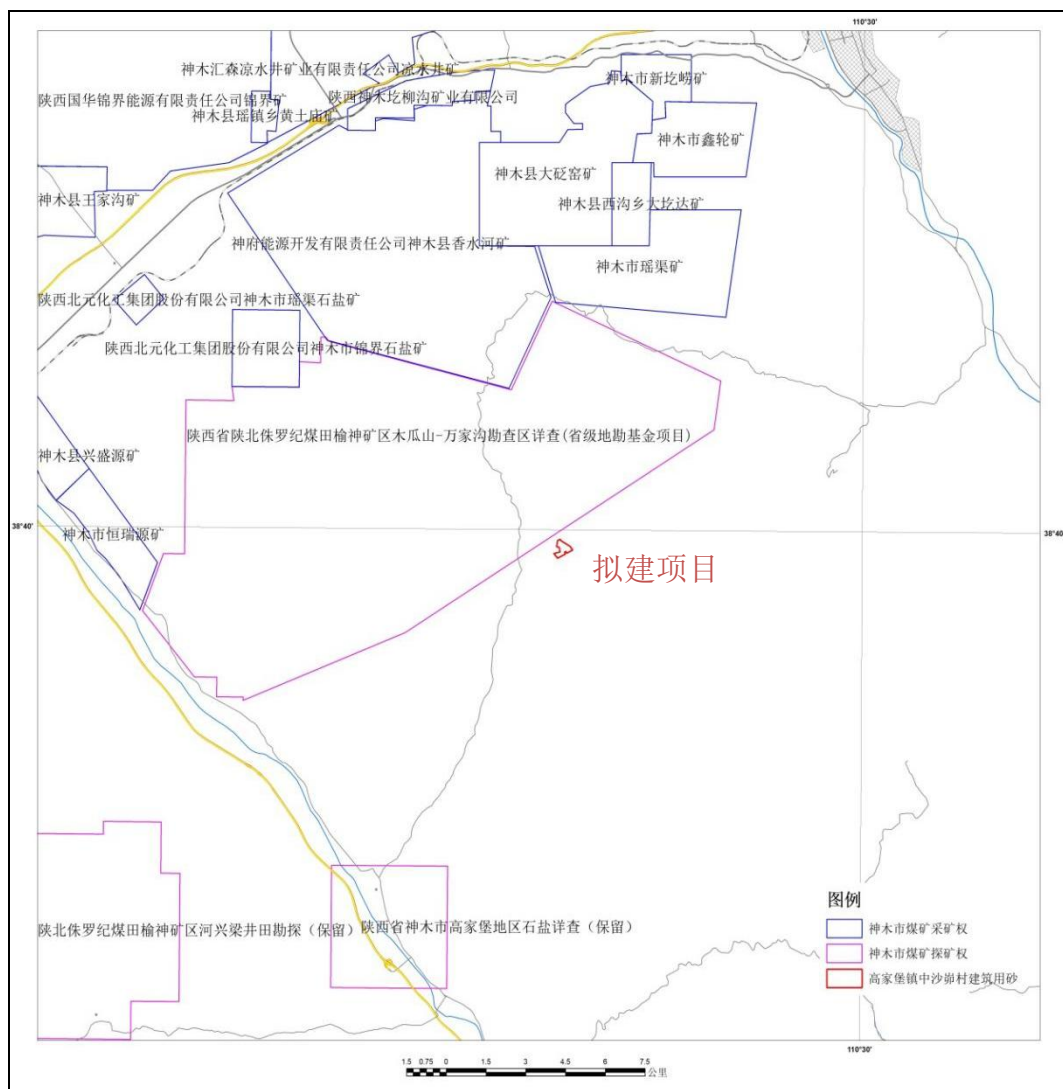 110°30'
神木汇森凉水井矿业有限责任公司凉水井矿
神木市新圪崂矿
陕西国华锦界能源有限责任公司锦界矿
陕西神木圪柳沟矿业有限公司
神木县瑶镇乡黄土庙矿
神木市鑫轮矿
神木县大砭窑矿
神木县王家沟矿
神木县西沟乡大圪达矿
神府能源开发有限责任公司神木县香水河矿
神木市瑶渠矿
陕西北元化工集团股份有限公司神木市瑶渠石盐矿
陕西北元化工集团股份有限公司神木市锦界石盐矿
陕西省陕北侏罗纪煤田榆神矿区木瓜山-万家沟勘查区详查(省级地勘基金项目)
神木县兴盛源矿
38°40'
神木市恒瑞源矿
38°40'
拟建项目
图例
陕北侏罗纪煤田榆神矿区河兴梁井田勘探（保留）
陕西省神木市高家堡地区石盐详查（保留）
神木市煤矿采矿权
神木市煤矿探矿权
高家堡镇中沙峁村建筑用砂
110°30'
1.5 0.75 0 1.5 3 4.5 6 7.5
公里